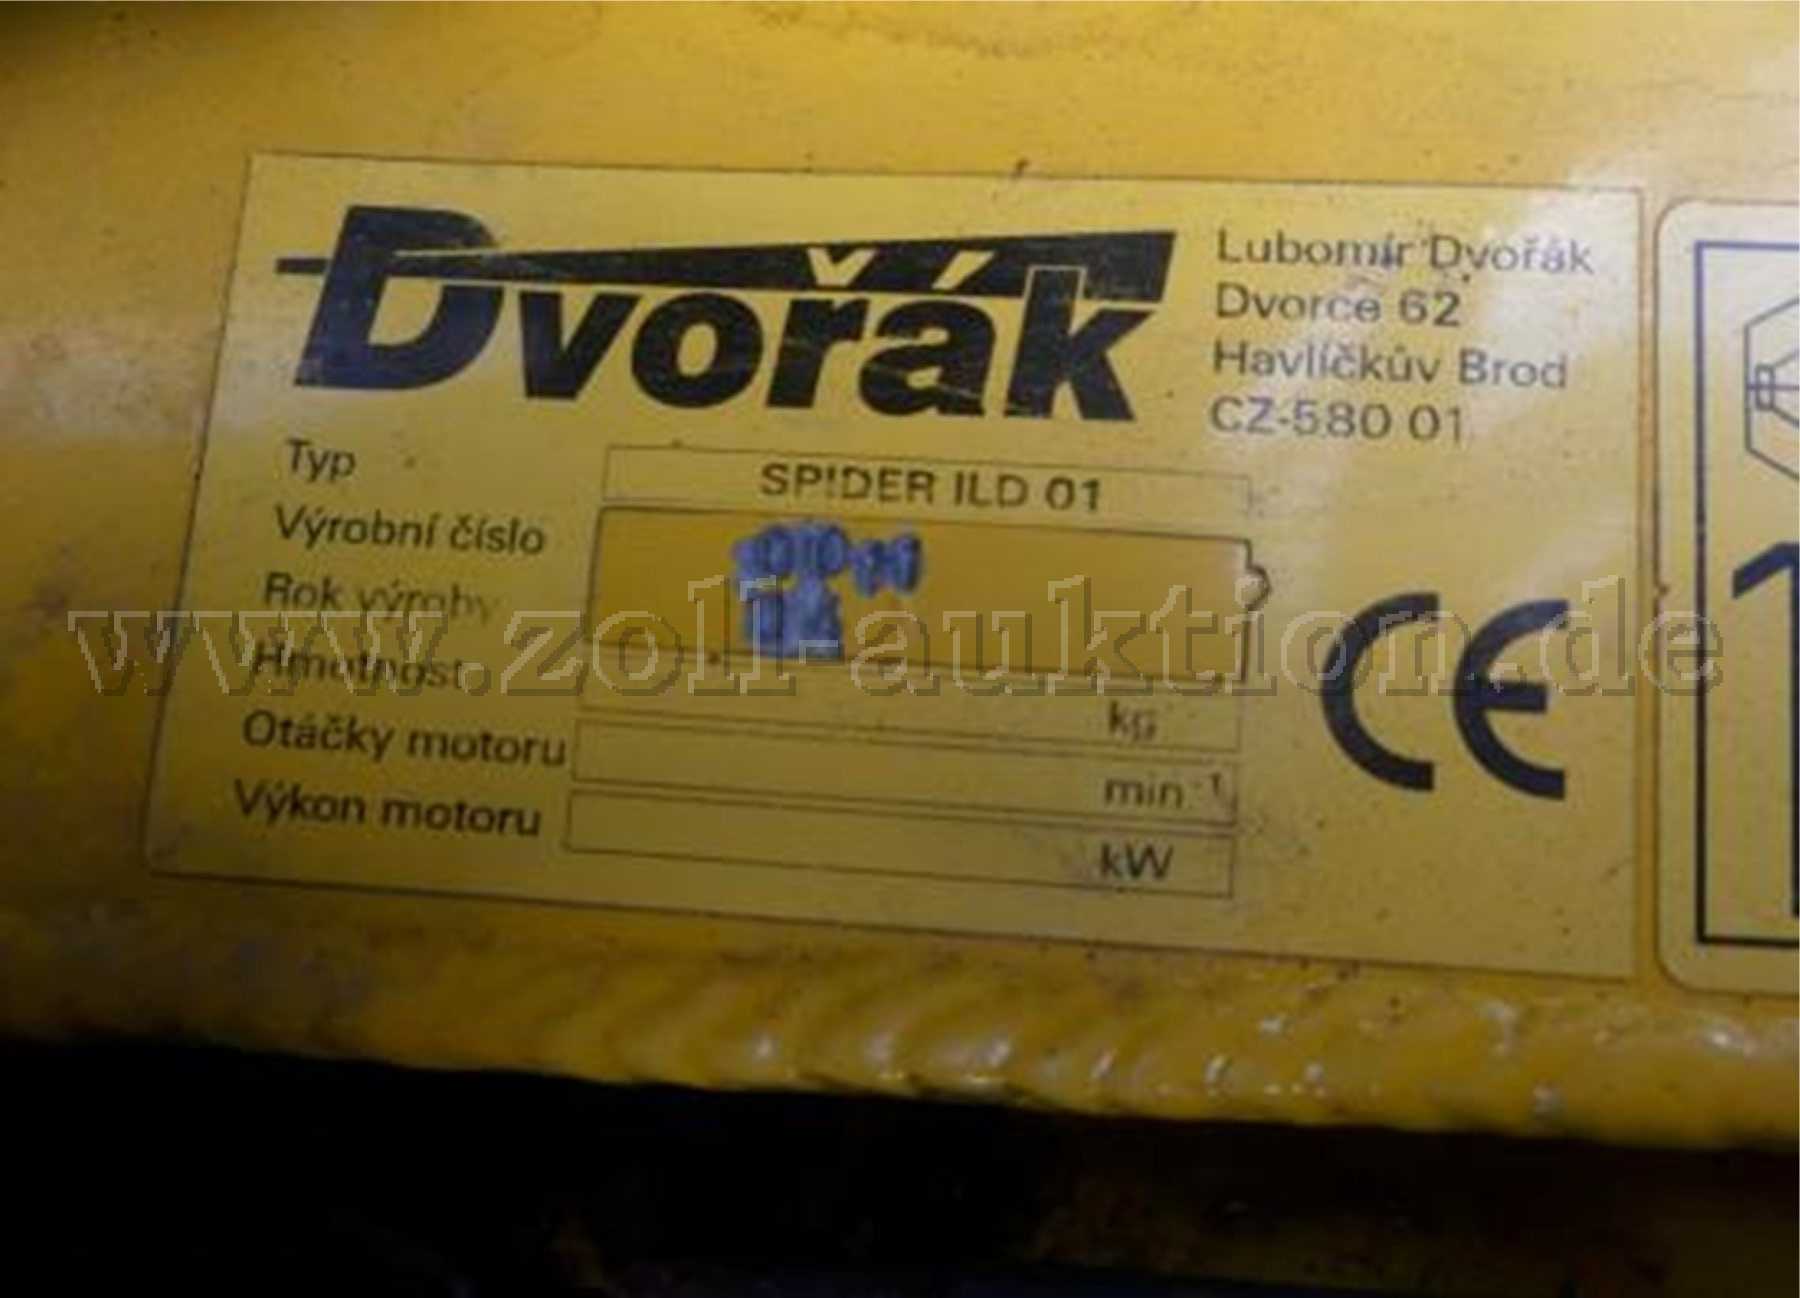 Dvořák
Lubomír Dvořák
Dvorce 62
Havlíčkův Brod
CZ-580 01
Typ SPIDER ILD 01
Výrobní číslo
Rok výroby
www.zoll-auktion.de
Hmotnost kg
Otáčky motoru min⁻¹
Výkon motoru kW
CE